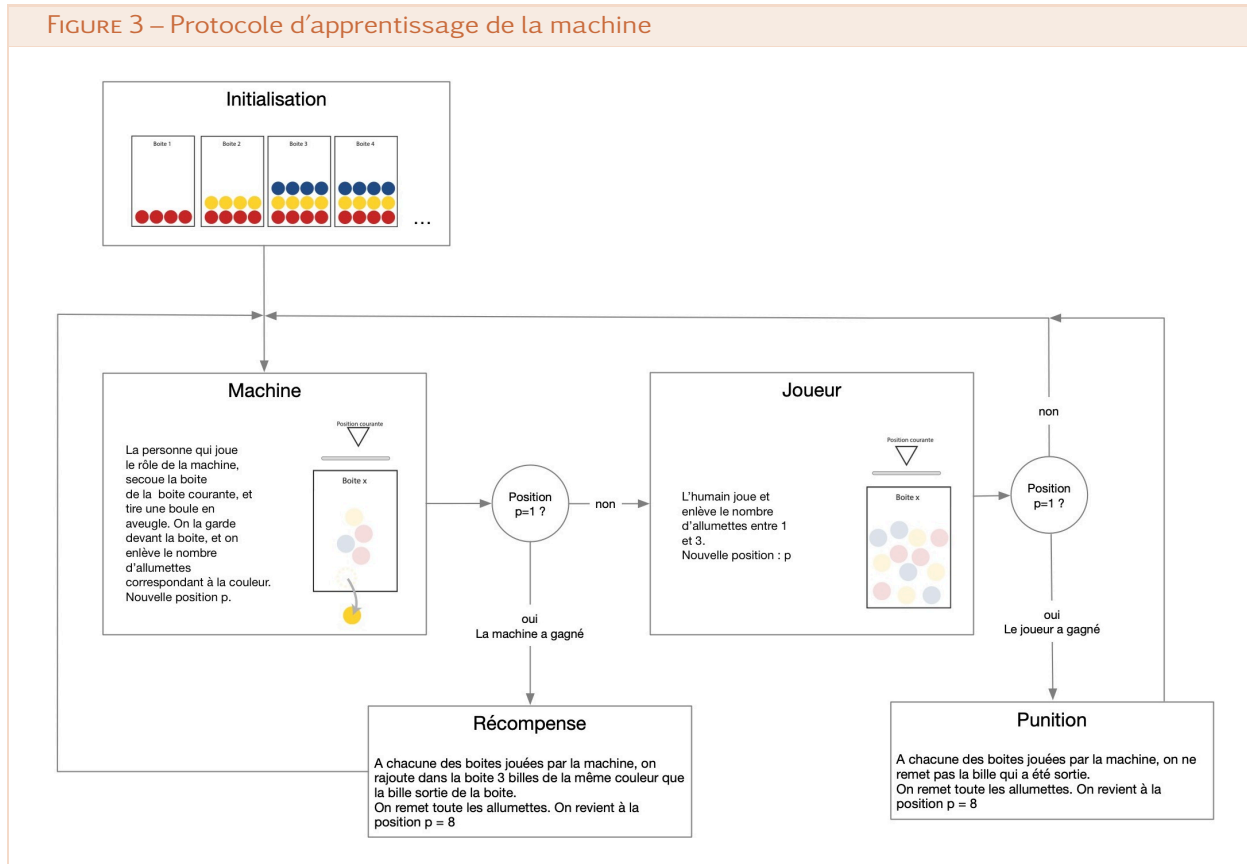 FIGURE 3 – Protocole d'apprentissage de la machine
Initialisation
Boite 1
Boite 2
Boite 3
Boite 4
...
Machine
La personne qui joue
le rôle de la machine,
secoue la boite
de la boite courante, et
tire une boule en
aveugle. On la garde
devant la boite, et on
enlève le nombre
d'allumettes
correspondant à la couleur.
Nouvelle position p.
Position courante
Boite x
Position
p=1 ?
non
oui
La machine a gagné
Joueur
L'humain joue et
enlève le nombre
d'allumettes entre 1
et 3.
Nouvelle position : p
Position courante
Boite x
non
Position
p=1 ?
oui
Le joueur a gagné
Récompense
A chacune des boites jouées par la machine, on
rajoute dans la boite 3 billes de la même couleur que
la bille sortie de la boite.
On remet toute les allumettes. On revient à la
position p = 8
Punition
A chacune des boites jouées par la machine, on ne
remet pas la bille qui a été sortie.
On remet toute les allumettes. On revient à la
position p = 8